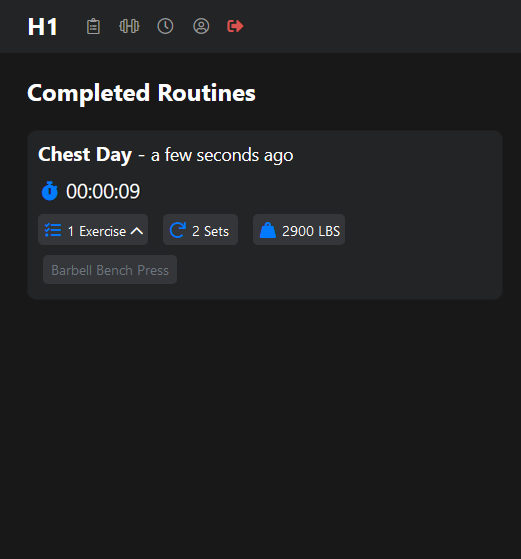 H1
Completed Routines
Chest Day - a few seconds ago
00:00:09
1 Exercise 2 Sets 2900 LBS
Barbell Bench Press